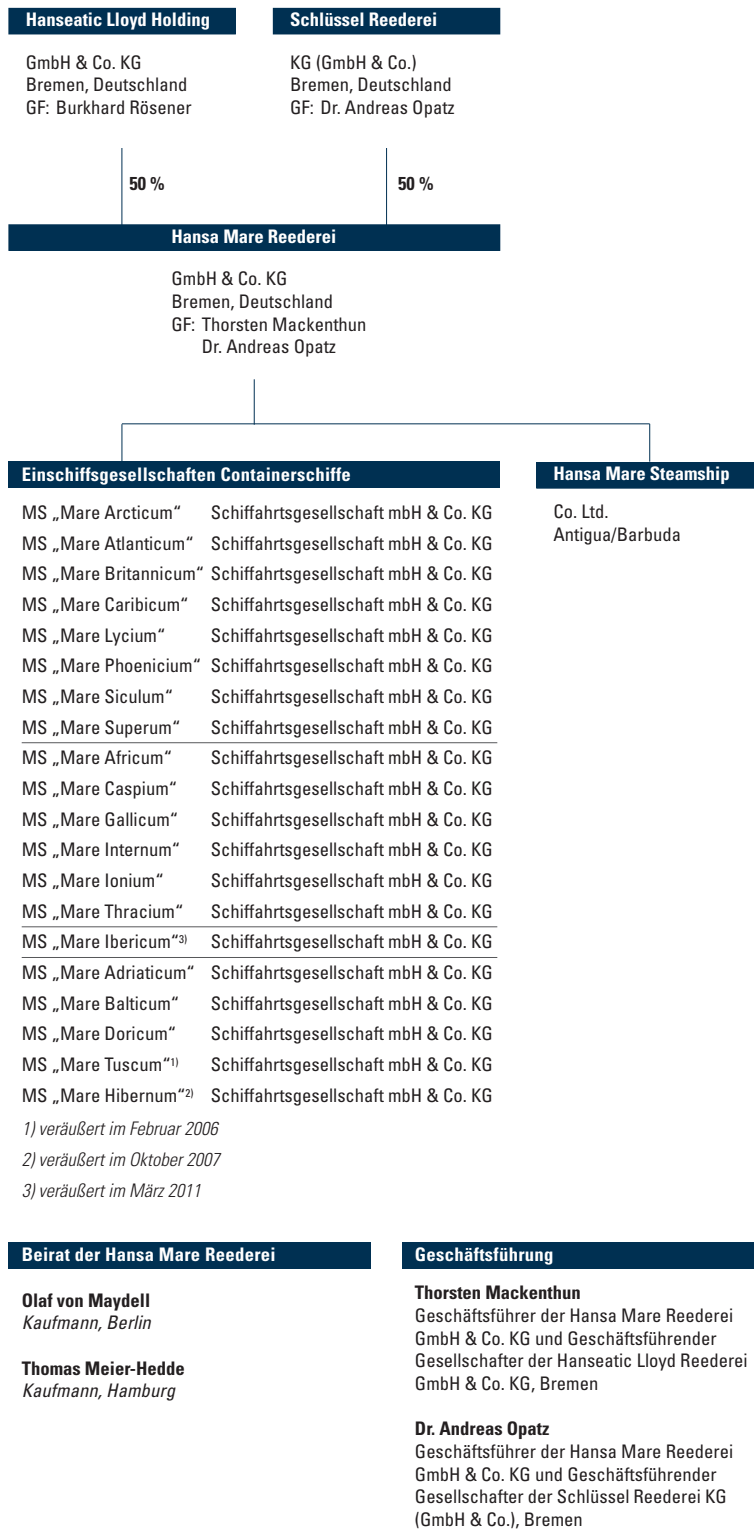 Hanseatic Lloyd Holding
GmbH & Co. KG
Bremen, Deutschland
GF: Burkhard Rösener
Schlüssel Reederei
KG (GmbH & Co.)
Bremen, Deutschland
GF: Dr. Andreas Opatz
50 %
50 %
Hansa Mare Reederei
GmbH & Co. KG
Bremen, Deutschland
GF: Thorsten Mackenthun
Dr. Andreas Opatz
Einschiffsgesellschaften Containerschiffe
MS „Mare Arcticum“ Schiffahrtsgesellschaft mbH & Co. KG
MS „Mare Atlanticum“ Schiffahrtsgesellschaft mbH & Co. KG
MS „Mare Britannicum“ Schiffahrtsgesellschaft mbH & Co. KG
MS „Mare Caribicum“ Schiffahrtsgesellschaft mbH & Co. KG
MS „Mare Lycium“ Schiffahrtsgesellschaft mbH & Co. KG
MS „Mare Phoenicium“ Schiffahrtsgesellschaft mbH & Co. KG
MS „Mare Siculum“ Schiffahrtsgesellschaft mbH & Co. KG
MS „Mare Superum“ Schiffahrtsgesellschaft mbH & Co. KG
MS „Mare Africum“ Schiffahrtsgesellschaft mbH & Co. KG
MS „Mare Caspium“ Schiffahrtsgesellschaft mbH & Co. KG
MS „Mare Gallicum“ Schiffahrtsgesellschaft mbH & Co. KG
MS „Mare Internum“ Schiffahrtsgesellschaft mbH & Co. KG
MS „Mare Ionium“ Schiffahrtsgesellschaft mbH & Co. KG
MS „Mare Thracium“ Schiffahrtsgesellschaft mbH & Co. KG
MS „Mare Ibericum“3) Schiffahrtsgesellschaft mbH & Co. KG
MS „Mare Adriaticum“ Schiffahrtsgesellschaft mbH & Co. KG
MS „Mare Balticum“ Schiffahrtsgesellschaft mbH & Co. KG
MS „Mare Doricum“ Schiffahrtsgesellschaft mbH & Co. KG
MS „Mare Tuscum“1) Schiffahrtsgesellschaft mbH & Co. KG
MS „Mare Hibernum“2) Schiffahrtsgesellschaft mbH & Co. KG
1) veräußert im Februar 2006
2) veräußert im Oktober 2007
3) veräußert im März 2011
Hansa Mare Steamship
Co. Ltd.
Antigua/Barbuda
Beirat der Hansa Mare Reederei
Olaf von Maydell
Kaufmann, Berlin
Thomas Meier-Hedde
Kaufmann, Hamburg
Geschäftsführung
Thorsten Mackenthun
Geschäftsführer der Hansa Mare Reederei
GmbH & Co. KG und Geschäftsführender
Gesellschafter der Hanseatic Lloyd Reederei
GmbH & Co. KG, Bremen
Dr. Andreas Opatz
Geschäftsführer der Hansa Mare Reederei
GmbH & Co. KG und Geschäftsführender
Gesellschafter der Schlüssel Reederei KG
(GmbH & Co.), Bremen